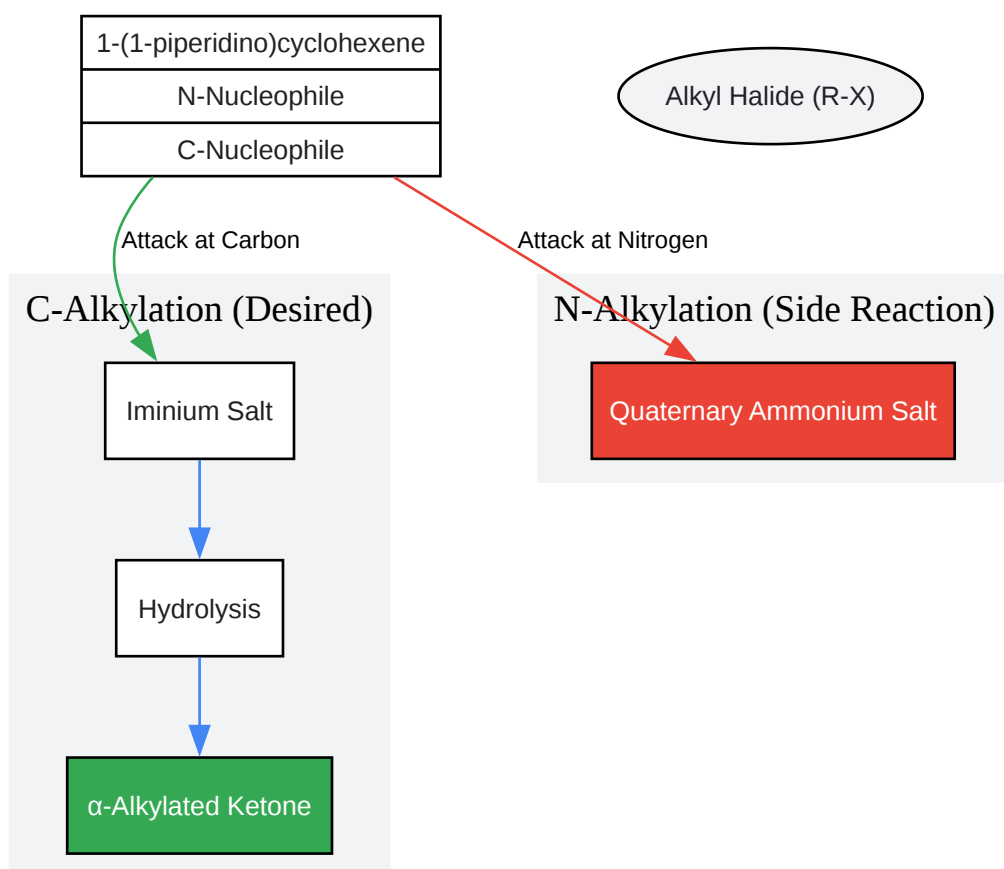 1-(1-piperidino)cyclohexene
N-Nucleophile
C-Nucleophile
Alkyl Halide (R-X)
Attack at Carbon
Attack at Nitrogen
C-Alkylation (Desired)
Iminium Salt
Hydrolysis
α-Alkylated Ketone
N-Alkylation (Side Reaction)
Quaternary Ammonium Salt